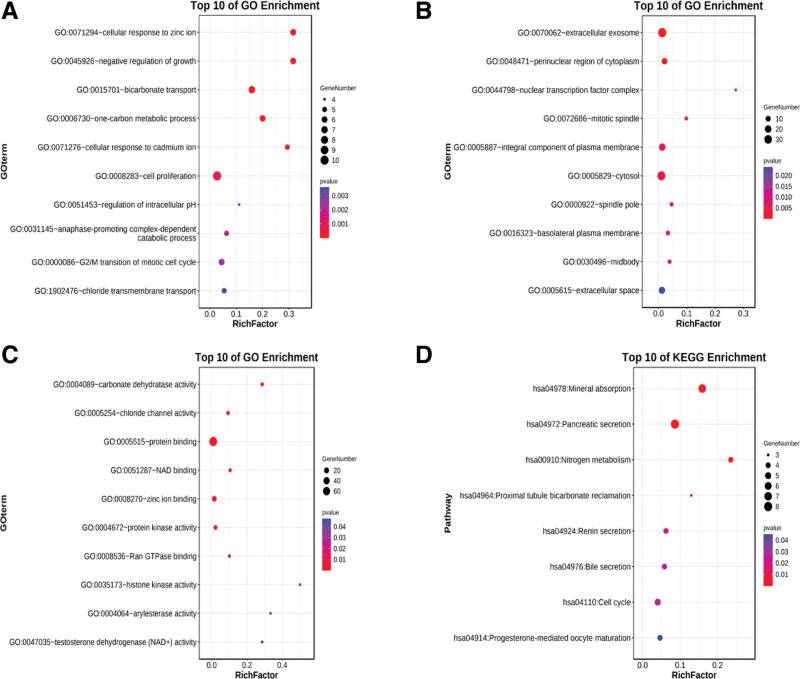 A
Top 10 of GO Enrichment
GOterm
GO:0071294~cellular response to zinc ion
GO:0045926~negative regulation of growth
GO:0015701~bicarbonate transport
GO:0006730~one-carbon metabolic process
GO:0071276~cellular response to cadmium ion
GO:0008283~cell proliferation
GO:0051453~regulation of intracellular pH
GO:0031145~anaphase-promoting complex-dependent
catabolic process
GO:0000086~G2/M transition of mitotic cell cycle
GO:1902476~chloride transmembrane transport
0.0 0.1 0.2 0.3
RichFactor
GeneNumber
4
5
6
7
8
9
10
pvalue
0.003
0.002
0.001
B
Top 10 of GO Enrichment
GOterm
GO:0070062~extracellular exosome
GO:0048471~perinuclear region of cytoplasm
GO:0044798~nuclear transcription factor complex
GO:0072686~mitotic spindle
GO:0005887~integral component of plasma membrane
GO:0005829~cytosol
GO:0000922~spindle pole
GO:0016323~basolateral plasma membrane
GO:0030496~midbody
GO:0005615~extracellular space
0.0 0.1 0.2 0.3
RichFactor
GeneNumber
10
20
30
pvalue
0.020
0.015
0.010
0.005
C
Top 10 of GO Enrichment
GOterm
GO:0004089~carbonate dehydratase activity
GO:0005254~chloride channel activity
GO:0005515~protein binding
GO:0051287~NAD binding
GO:0008270~zinc ion binding
GO:0004672~protein kinase activity
GO:0008536~Ran GTPase binding
GO:0035173~histone kinase activity
GO:0004064~arylesterase activity
GO:0047035~testosterone dehydrogenase (NAD+) activity
0.0 0.2 0.4
RichFactor
GeneNumber
20
40
60
pvalue
0.04
0.03
0.02
0.01
D
Top 10 of KEGG Enrichment
Pathway
hsa04978:Mineral absorption
hsa04972:Pancreatic secretion
hsa00910:Nitrogen metabolism
hsa04964:Proximal tubule bicarbonate reclamation
hsa04924:Renin secretion
hsa04976:Bile secretion
hsa04110:Cell cycle
hsa04914:Progesterone-mediated oocyte maturation
0.0 0.1 0.2
RichFactor
GeneNumber
3
4
5
6
7
8
pvalue
0.04
0.03
0.02
0.01